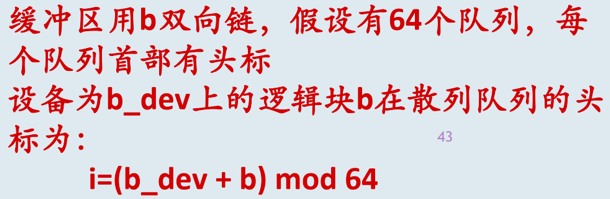 缓冲区用b双向链，假设有64个队列，每
个队列首部有头标
设备为b_dev上的逻辑块b在散列队列的头
标为：
43
i=(b_dev + b) mod 64